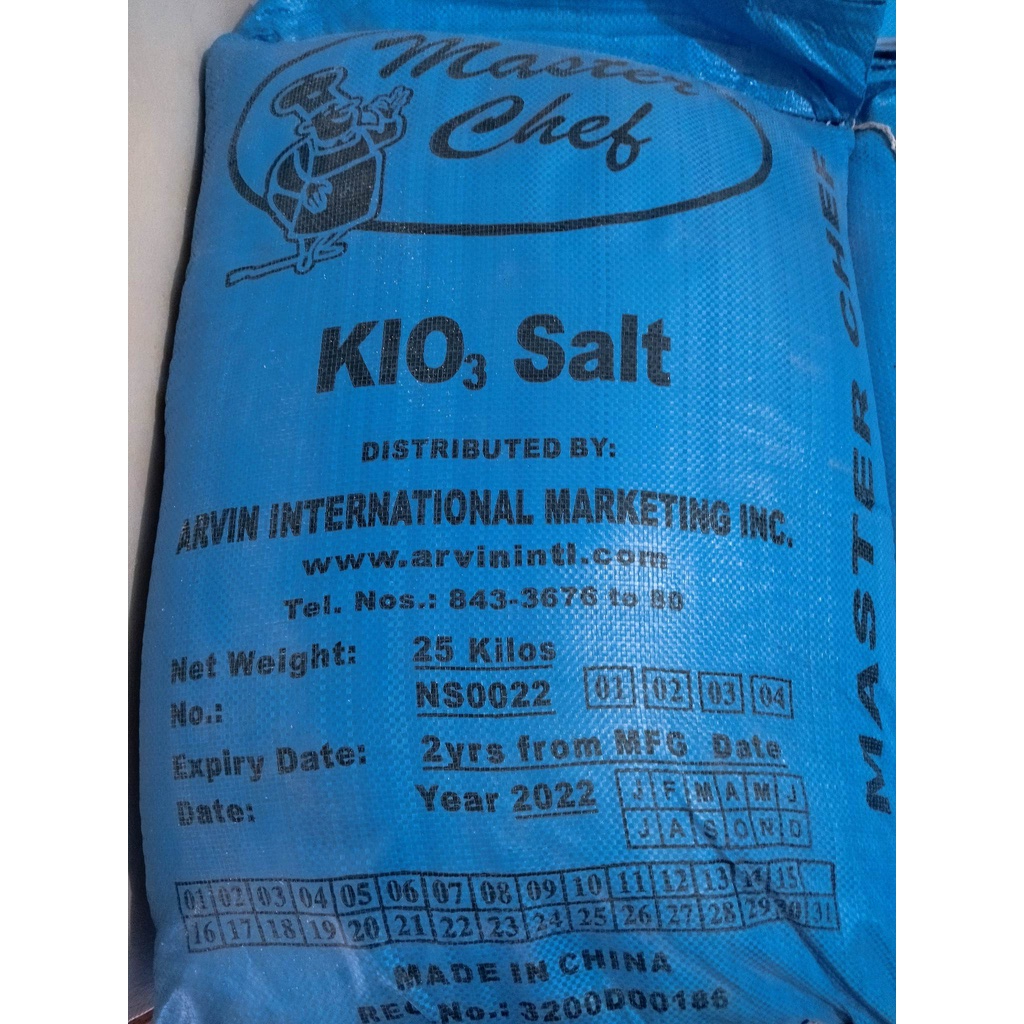 Master
Chef
KIO₃ Salt
DISTRIBUTED BY:
ARVIN INTERNATIONAL MARKETING INC.
www.arvinintl.com
Tel. Nos.: 843-3676 to 80
Net Weight: 25 Kilos
No.: NS0022 01 02 03 04
Expiry Date: 2yrs from MFG Date
Date: Year 2022 J F M A M J
J A S O N D
01 02 03 04 05 06 07 08 09 10 11 12 13 14 15
16 17 18 19 20 21 22 23 24 25 26 27 28 29 30 31
MADE IN CHINA
REG No.: 3200D00186
MASTER CHEF